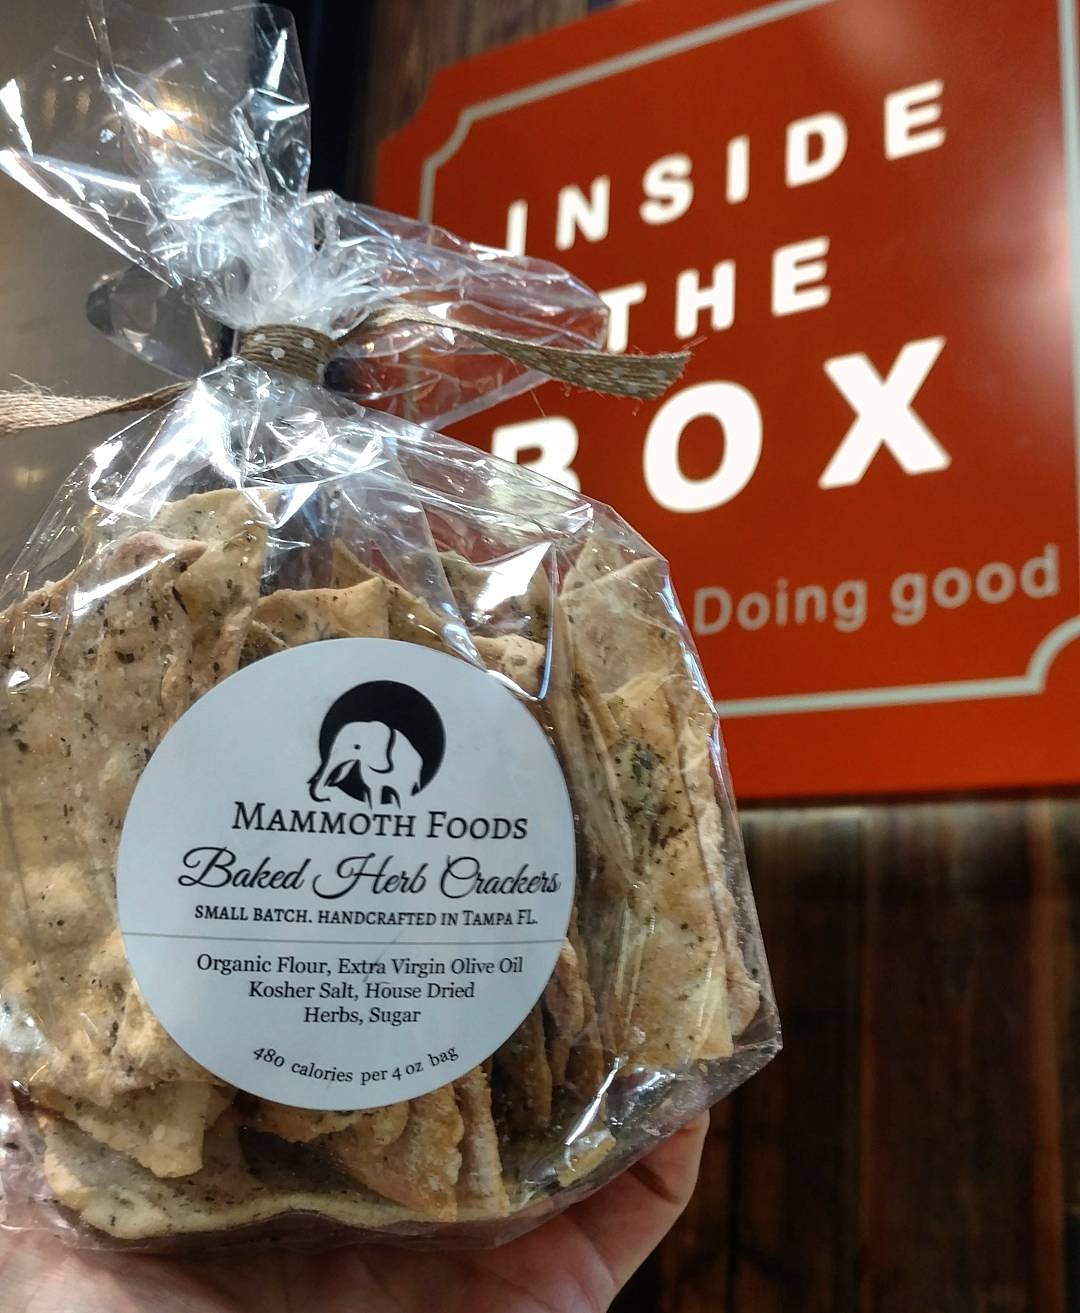 INSIDE
THE
BOX
Doing good
MAMMOTH FOODS
Baked Herb Crackers
SMALL BATCH. HANDCRAFTED IN TAMPA FL.
Organic Flour, Extra Virgin Olive Oil
Kosher Salt, House Dried
Herbs, Sugar
480 calories per 4 oz bag